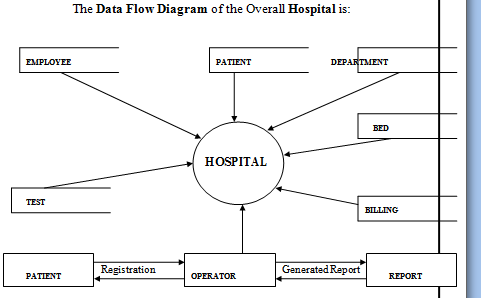 The Data Flow Diagram of the Overall Hospital is:
EMPLOYEE
PATIENT
DEPARTMENT
BED
HOSPITAL
TEST
BILLING
PATIENT
Registration
OPERATOR
Generated Report
REPORT